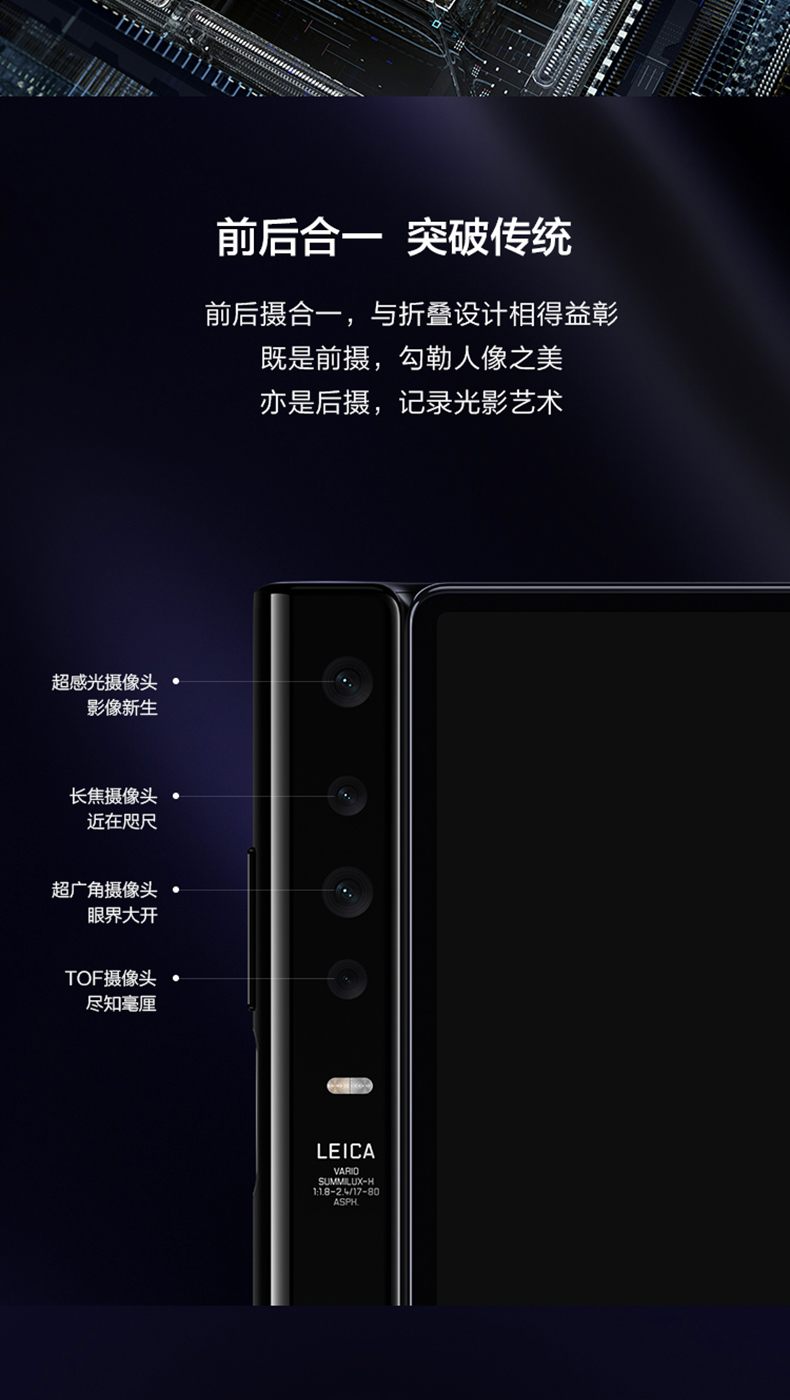 前后合一 突破传统
前后摄合一，与折叠设计相得益彰
既是前摄，勾勒人像之美
亦是后摄，记录光影艺术
超感光摄像头
影像新生
长焦摄像头
近在咫尺
超广角摄像头
眼界大开
TOF摄像头
尽知毫厘
LEICA
VARIO
SUMMILUX-H
1:1.8-2.4/17-80
ASPH.